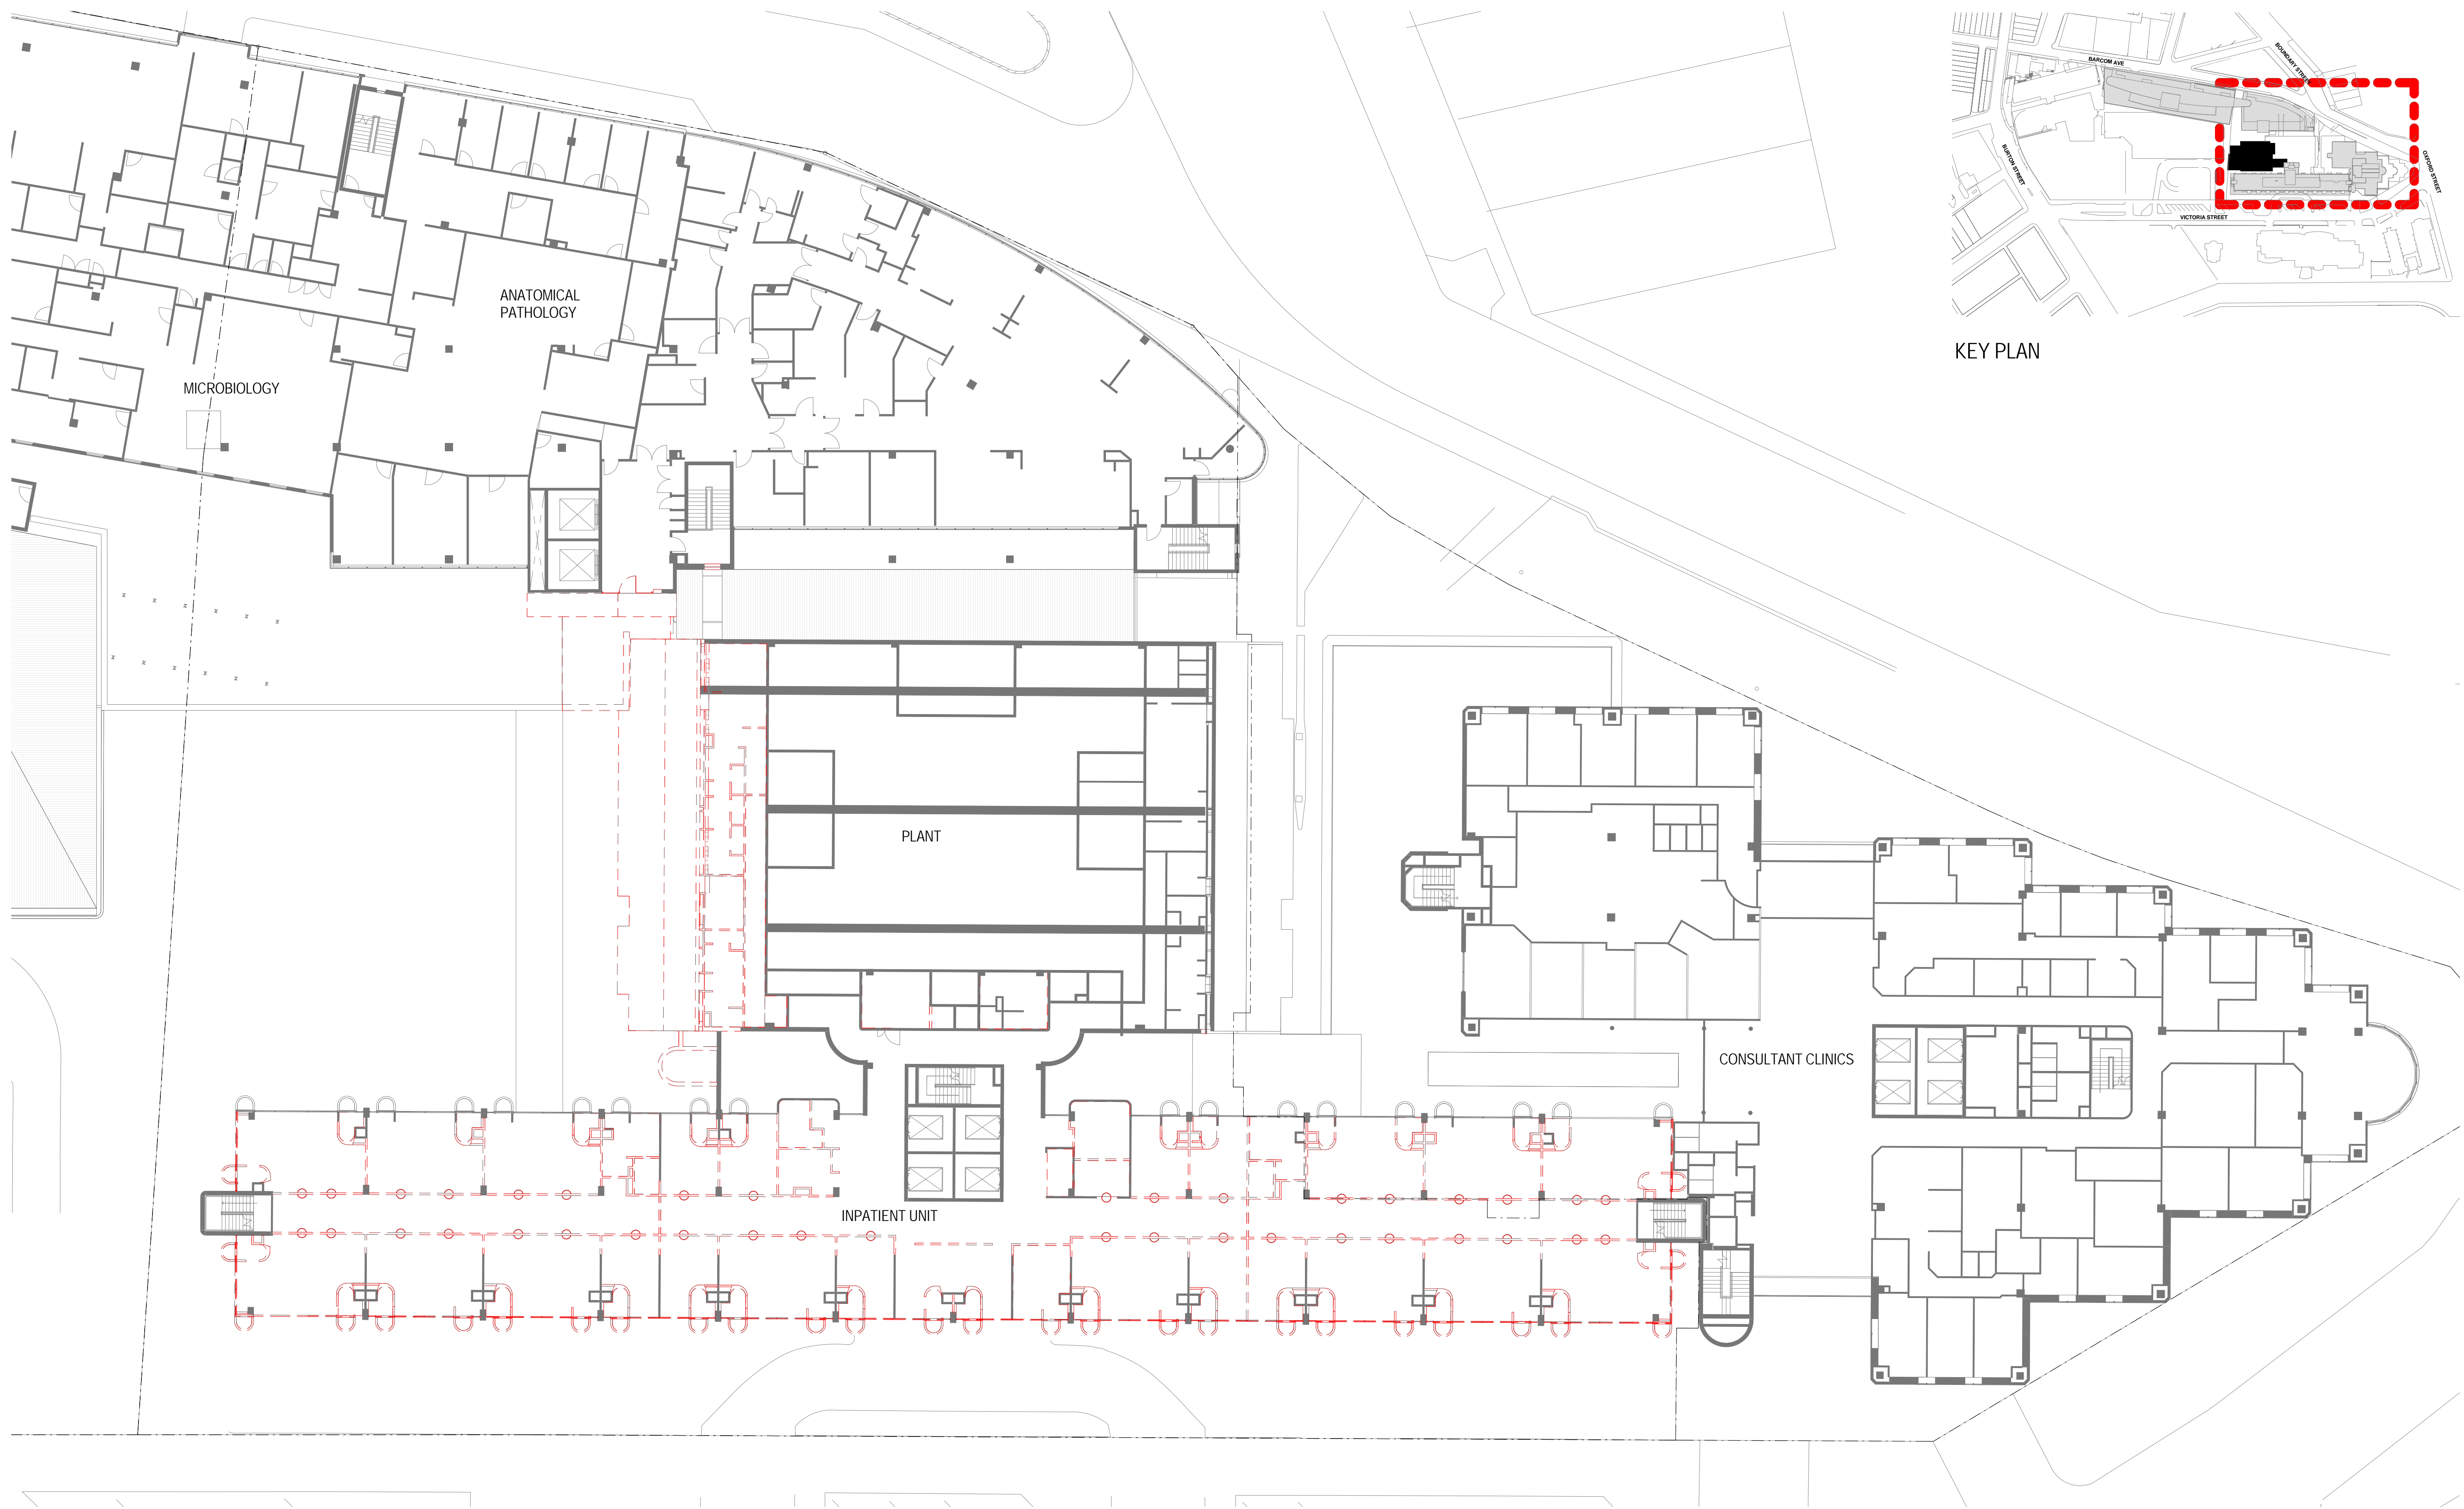 BOUNDARY STREET
BARCOM AVE
BURTON STREET
OXFORD STREET
VICTORIA STREET
KEY PLAN
ANATOMICAL
PATHOLOGY
MICROBIOLOGY
PLANT
CONSULTANT CLINICS
INPATIENT UNIT